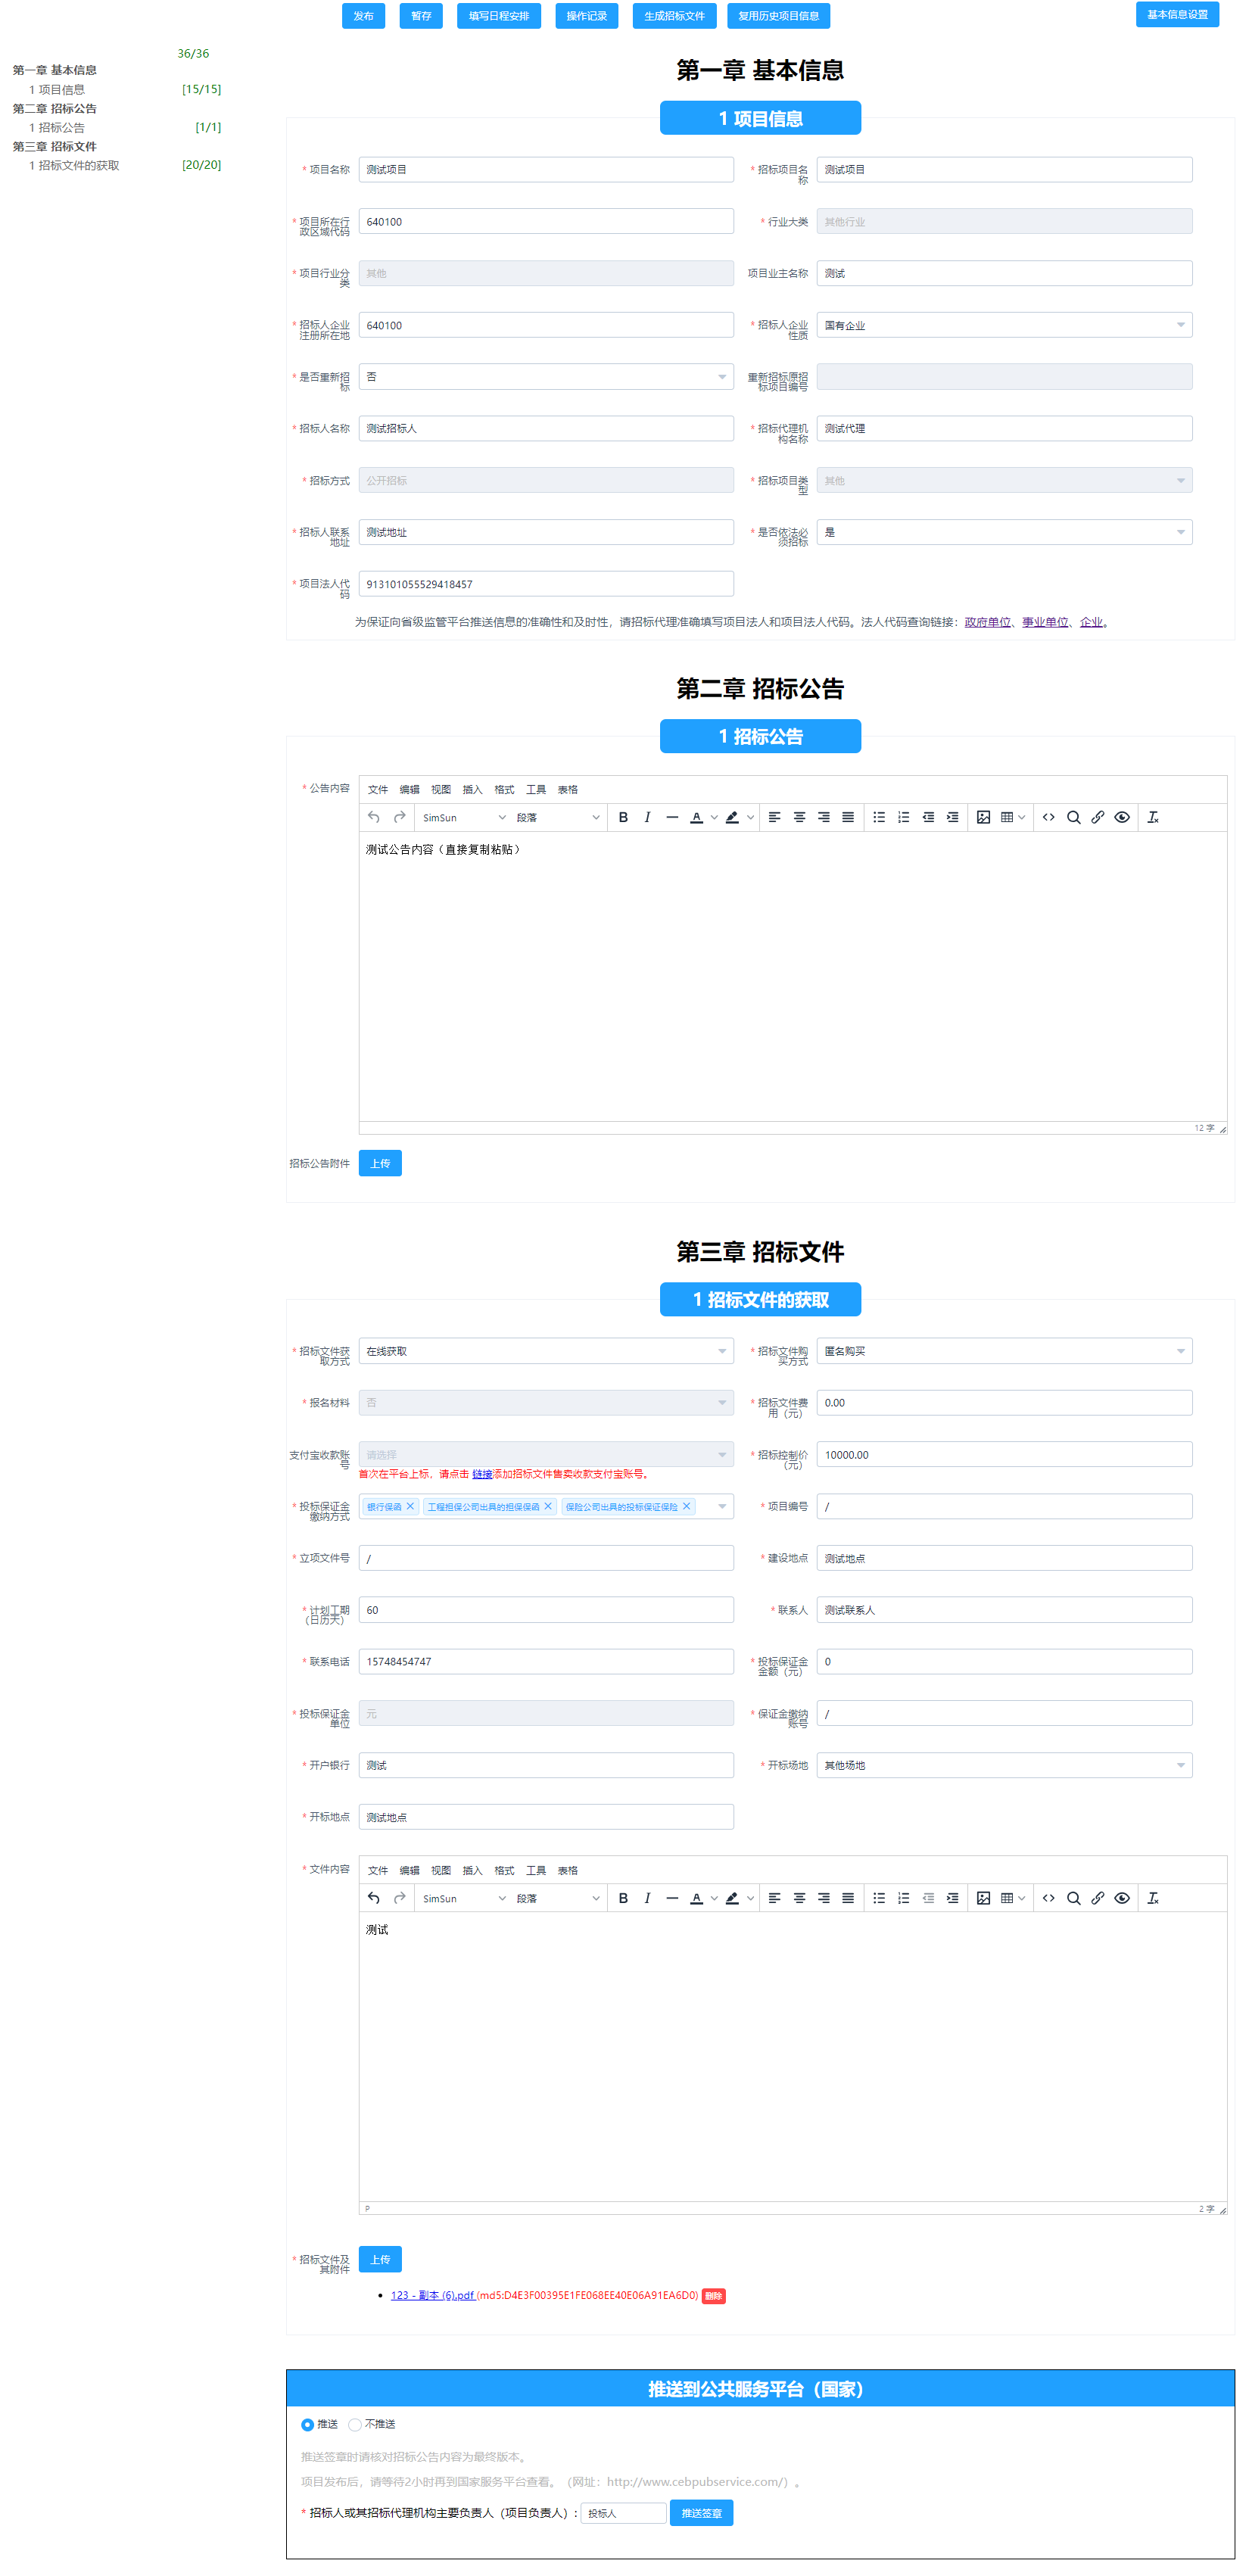 发布 暂存 填写日程安排 操作记录 生成招标文件 复用历史项目信息 基本信息设置
36/36
第一章 基本信息
1 项目信息 [15/15]
第二章 招标公告
1 招标公告 [1/1]
第三章 招标文件
1 招标文件的获取 [20/20]
第一章 基本信息
1 项目信息
* 项目名称 测试项目
* 招标项目名称 测试项目
* 项目所在行政区域代码 640100
* 行业大类 其他行业
* 项目行业分类 其他
项目业主名称 测试
* 招标人企业注册所在地 640100
* 招标人企业性质 国有企业
* 是否重新招标 否
重新招标原招标项目编号
* 招标人名称 测试招标人
* 招标代理机构名称 测试代理
* 招标方式 公开招标
* 招标项目类型 其他
* 招标人联系地址 测试地址
* 是否依法必须招标 是
* 项目法人代码 913101055529418457
为保证向省级监管平台推送信息的准确性和及时性，请招标代理准确填写项目法人和项目法人代码。法人代码查询链接：政府单位、事业单位、企业。
第二章 招标公告
1 招标公告
* 公告内容
文件 编辑 视图 插入 格式 工具 表格
SimSun 段落
测试公告内容（直接复制粘贴）
12 字
招标公告附件 上传
第三章 招标文件
1 招标文件的获取
* 招标文件获取方式 在线获取
* 招标文件购买方式 匿名购买
* 报名材料 否
* 招标文件费用（元） 0.00
支付宝收款账号 请选择
首次在平台上标，请点击 链接添加招标文件售卖收款支付宝账号。
* 招标控制价（元） 10000.00
* 投标保证金缴纳方式 银行保函 工程担保公司出具的担保保函 保险公司出具的投标保证保险
* 项目编号 /
* 立项文件号 /
* 建设地点 测试地点
* 计划工期（日历天） 60
* 联系人 测试联系人
* 联系电话 15748454747
* 投标保证金金额（元） 0
* 投标保证金单位 元
* 保证金缴纳账号 /
* 开户银行 测试
* 开标场地 其他场地
* 开标地点 测试地点
* 文件内容
文件 编辑 视图 插入 格式 工具 表格
SimSun 段落
测试
P 2 字
* 招标文件及其附件 上传
123 - 副本 (6).pdf (md5:D4E3F00395E1FE068EE40E06A91EA6D0) 删除
推送到公共服务平台（国家）
推送 不推送
推送签章时请核对招标公告内容为最终版本。
项目发布后，请等待2小时再到国家服务平台查看。（网址：http://www.cebpubservice.com/）。
* 招标人或其招标代理机构主要负责人（项目负责人）: 投标人 推送签章